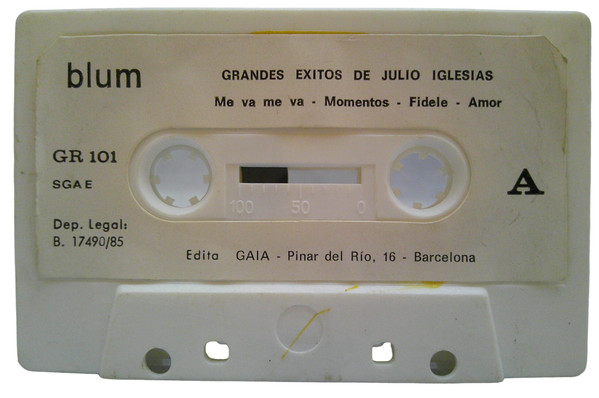 blum
GRANDES EXITOS DE JULIO IGLESIAS
Me va me va - Momentos - Fidele - Amor
GR 101
SGAE
A
100 50 0
Dep. Legal:
B. 17490/85
Edita GAIA - Pinar del Río, 16 - Barcelona